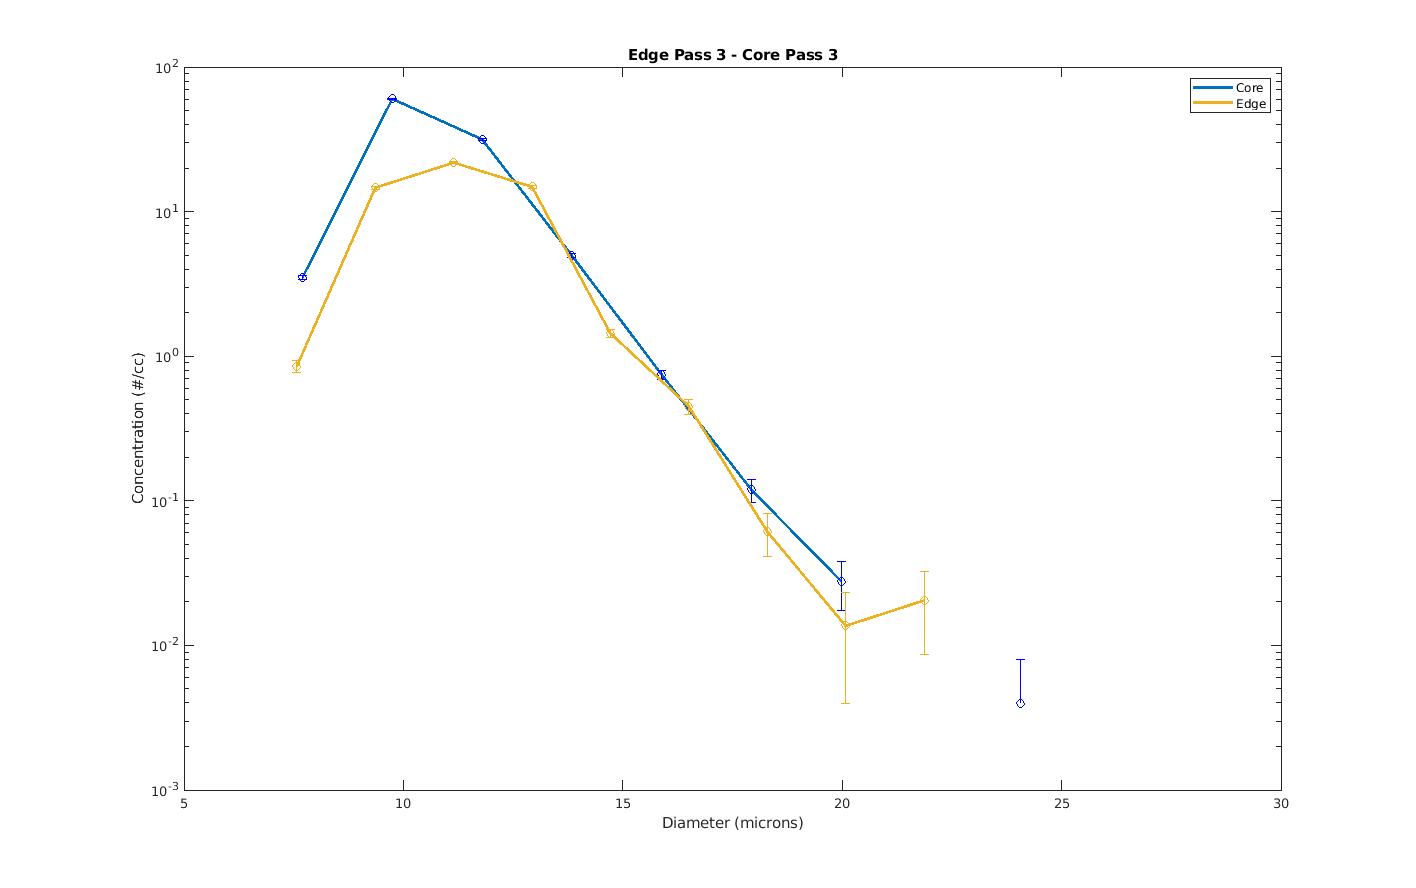 Edge Pass 3 - Core Pass 3
Core
Edge
10^2
10^1
10^0
10^-1
10^-2
10^-3
Concentration (#/cc)
5 10 15 20 25 30
Diameter (microns)